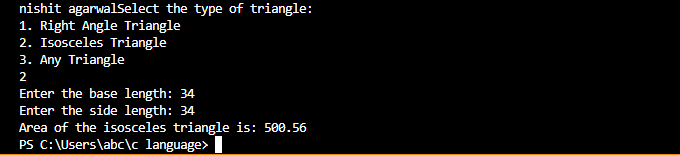 nishit agarwalSelect the type of triangle:
1. Right Angle Triangle
2. Isosceles Triangle
3. Any Triangle
2
Enter the base length: 34
Enter the side length: 34
Area of the isosceles triangle is: 500.56
PS C:\Users\abc\c language>